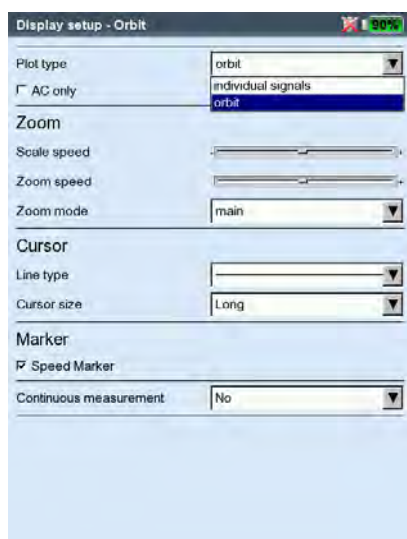 Display setup - Orbit 90%
Plot type orbit
AC only individual signals
orbit
Zoom
Scale speed - +
Zoom speed - +
Zoom mode main
Cursor
Line type
Cursor size Long
Marker
Speed Marker
Continuous measurement No